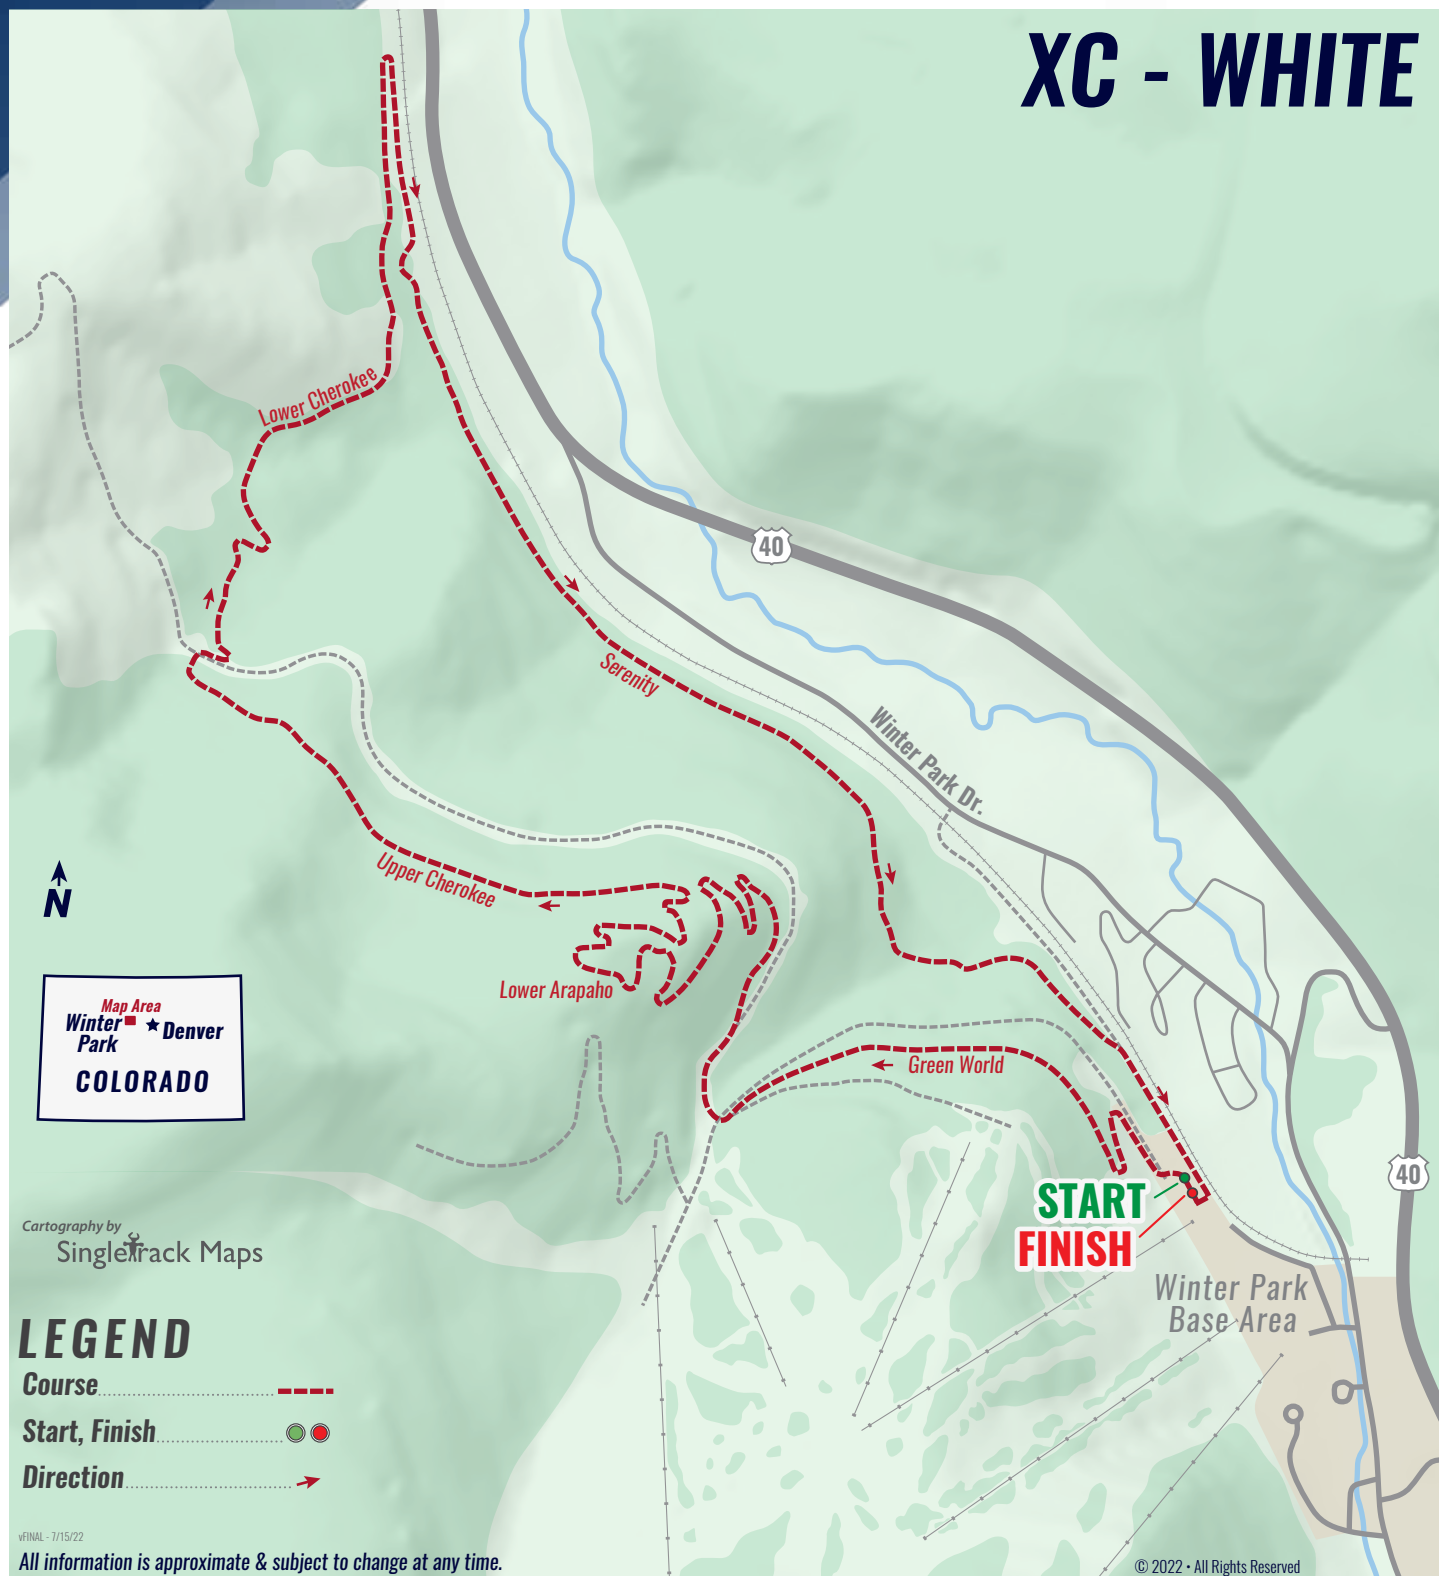 XC - WHITE
Lower Cherokee
40
Serenity
Winter Park Dr.
Upper Cherokee
N
Lower Arapaho
Map Area
Winter
Park
Denver
COLORADO
Green World
40
START
FINISH
Cartography by
Singletrack Maps
Winter Park
Base Area
LEGEND
Course
Start, Finish
Direction
vFINAL - 7/15/22
All information is approximate & subject to change at any time.
© 2022 • All Rights Reserved